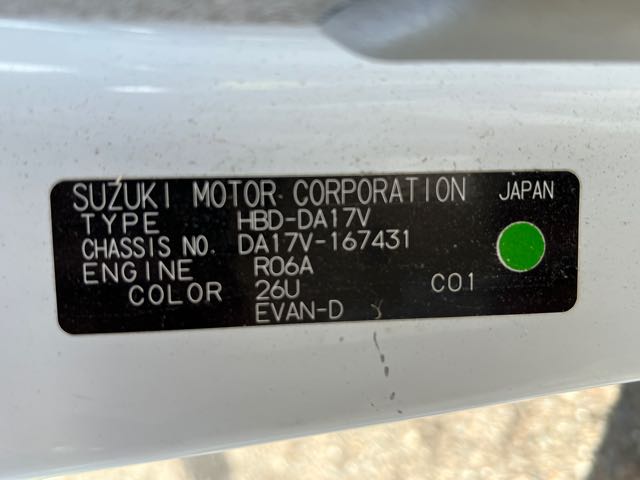 SUZUKI MOTOR CORPORATION JAPAN
TYPE HBD-DA17V
CHASSIS NO. DA17V-167431
ENGINE R06A
COLOR 26U C01
EVAN-D